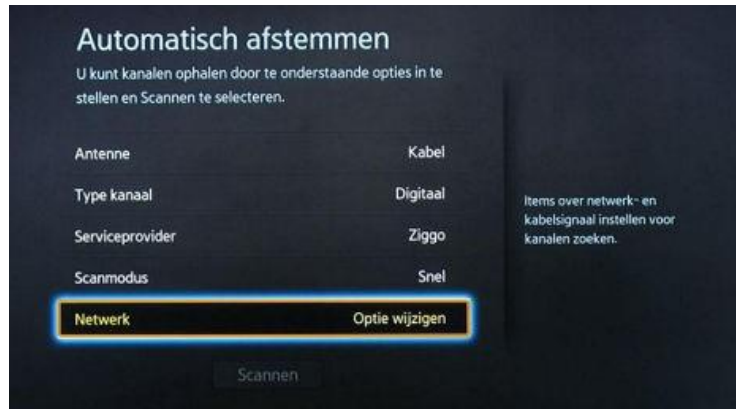 Automatisch afstemmen
U kunt kanalen ophalen door te onderstaande opties in te
stellen en Scannen te selecteren.
Antenne Kabel
Type kanaal Digitaal
Serviceprovider Ziggo
Scanmodus Snel
Netwerk Optie wijzigen
Scannen
Items over netwerk- en
kabelsignaal instellen voor
kanalen zoeken.